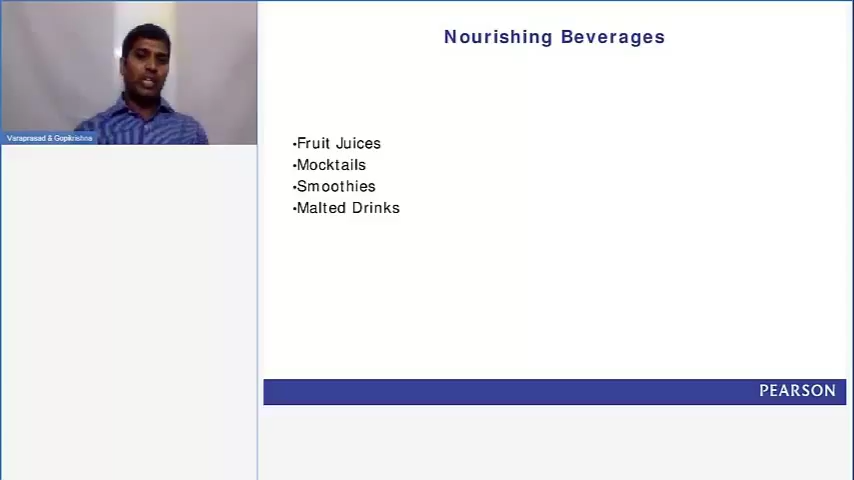 Nourishing Beverages
Varaprasad & Gopikrishna
•Fruit Juices
•Mocktails
•Smoothies
•Malted Drinks
PEARSON